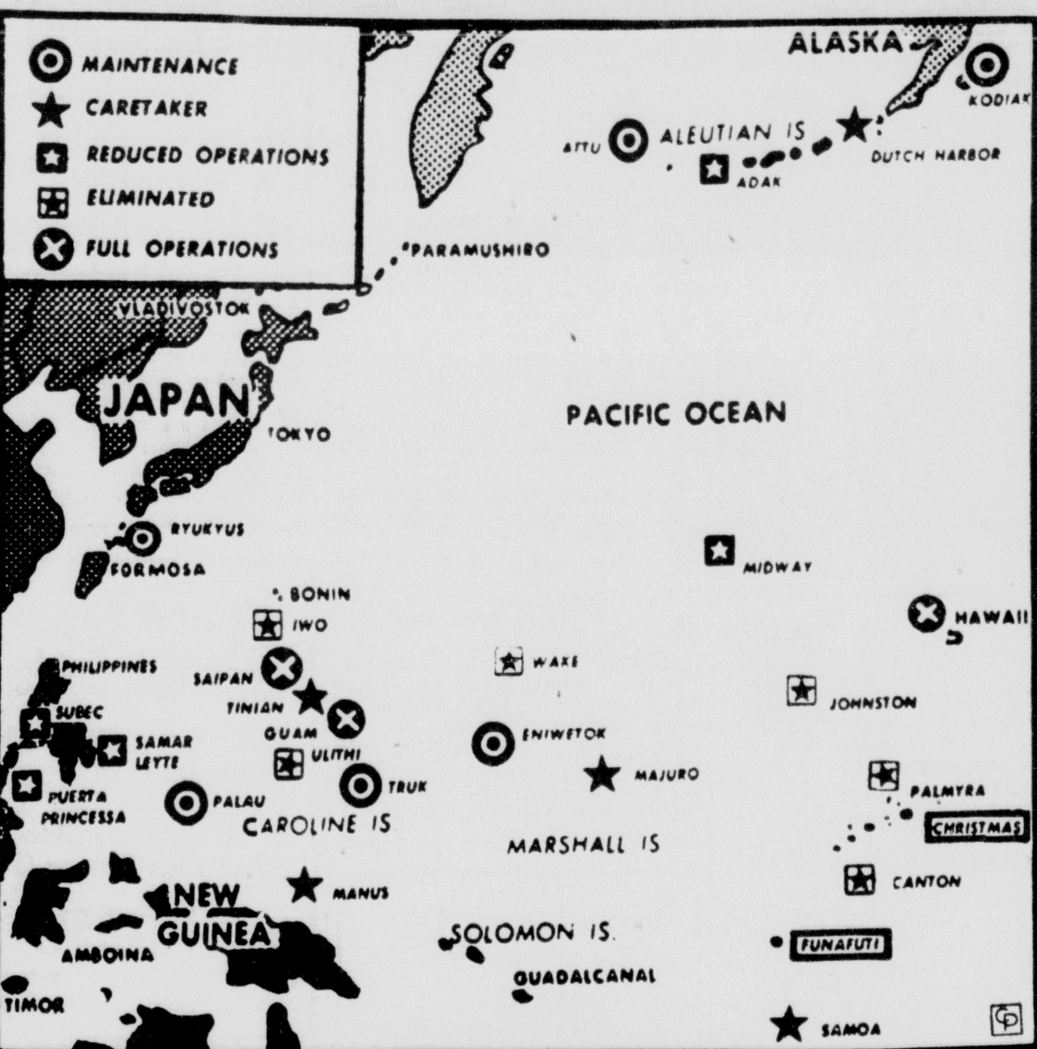 MAINTENANCE
CARETAKER
REDUCED OPERATIONS
ELIMINATED
FULL OPERATIONS
ALASKA
KODIAK
ATTU
ALEUTIAN IS
DUTCH HARBOR
ADAK
PARAMUSHIRO
VLADIVOSTOK
JAPAN
PACIFIC OCEAN
TOKYO
RYUKYUS
FORMOSA
MIDWAY
BONIN
IWO
HAWAII
PHILIPPINES
SAIPAN
WAKE
TINIAN
JOHNSTON
SUBEC
GUAM
ENIWETOK
SAMAR
LEYTE
ULITHI
MAJURO
TRUK
PALMYRA
PUERTA
PRINCESSA
PALAU
CAROLINE IS
CHRISTMAS
MARSHALL IS
CANTON
NEW
GUINEA
MANUS
SOLOMON IS.
FUNAFUTI
AMBOINA
GUADALCANAL
TIMOR
SAMOA
CP